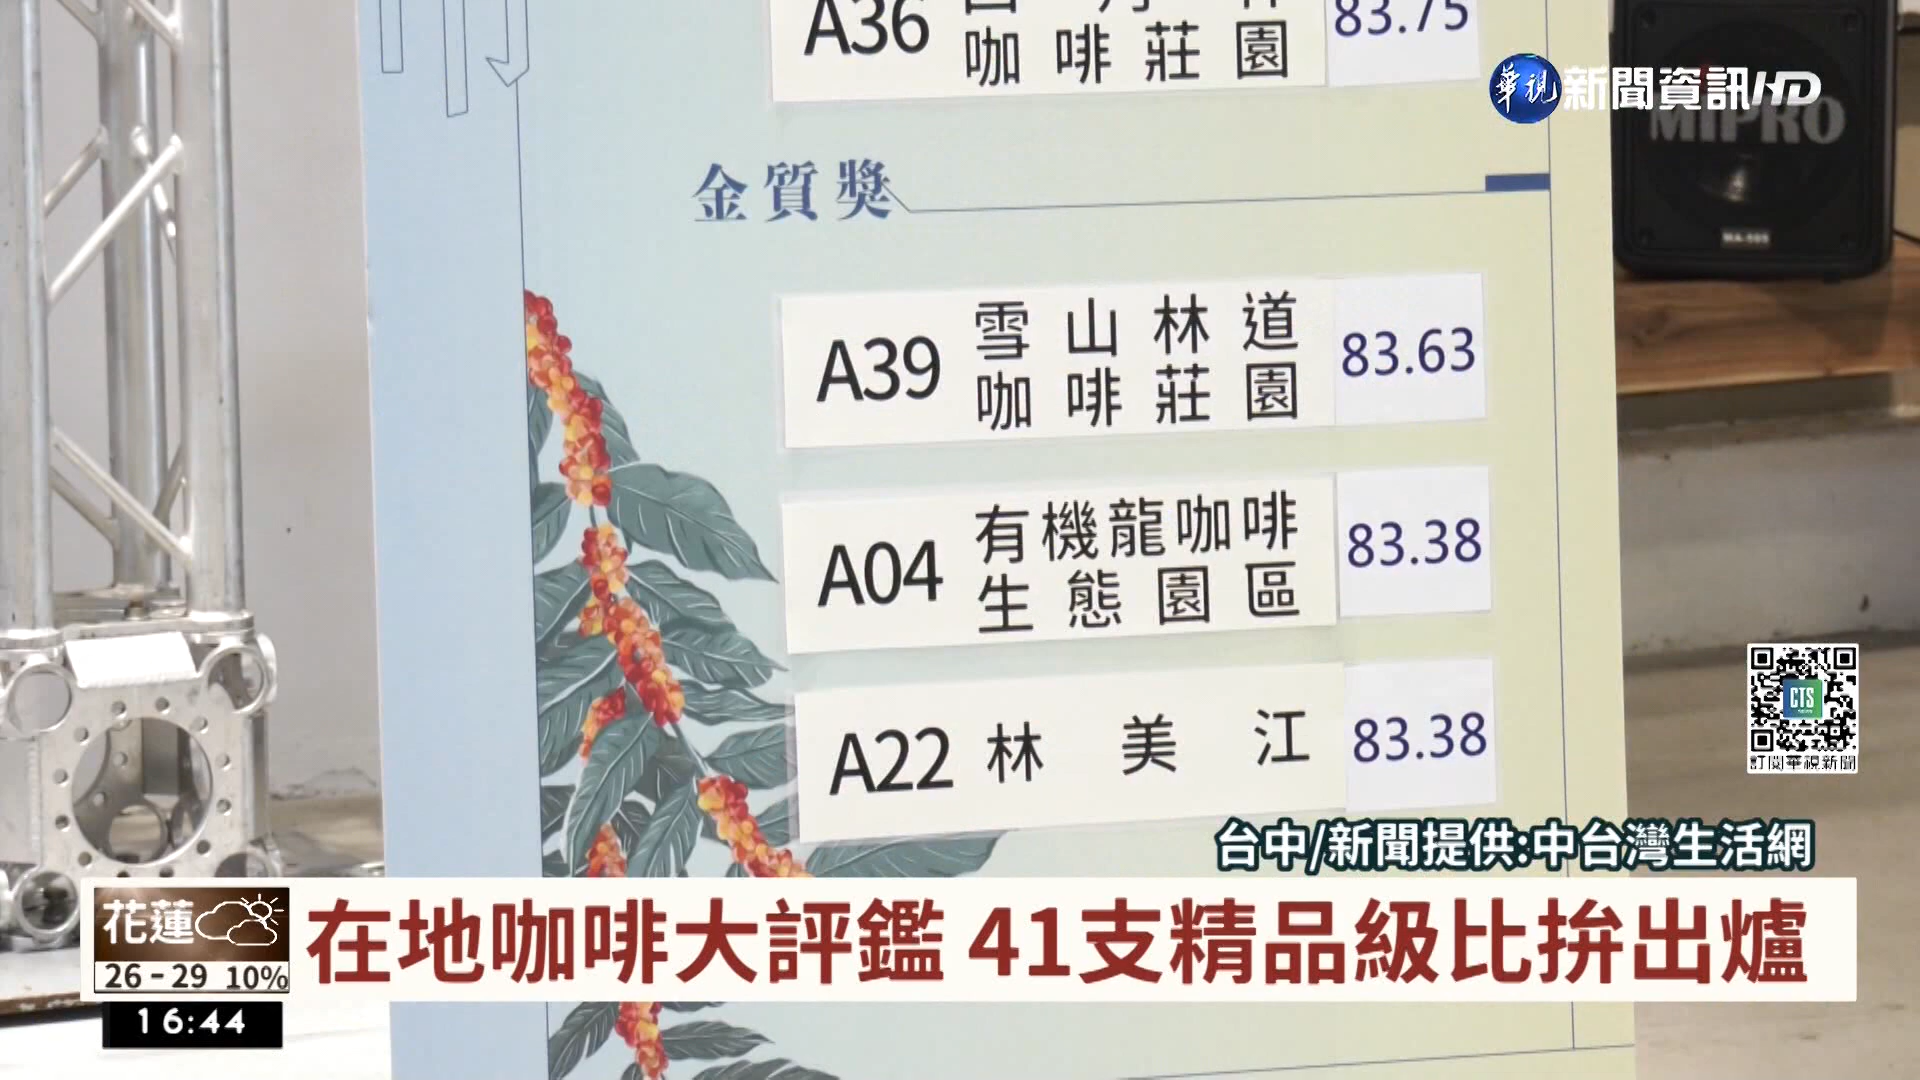 A36
咖啡莊園
83.75
華視新聞資訊HD
MIPRO
MA-505
金質獎
A39
雪山林道
咖啡莊園
83.63
A04
有機龍咖啡
生態園區
83.38
A22
林美江
83.38
CTS
訂閱華視新聞
台中/新聞提供:中台灣生活網
花蓮
26-29 10%
在地咖啡大評鑑 41支精品級比拚出爐
16:44